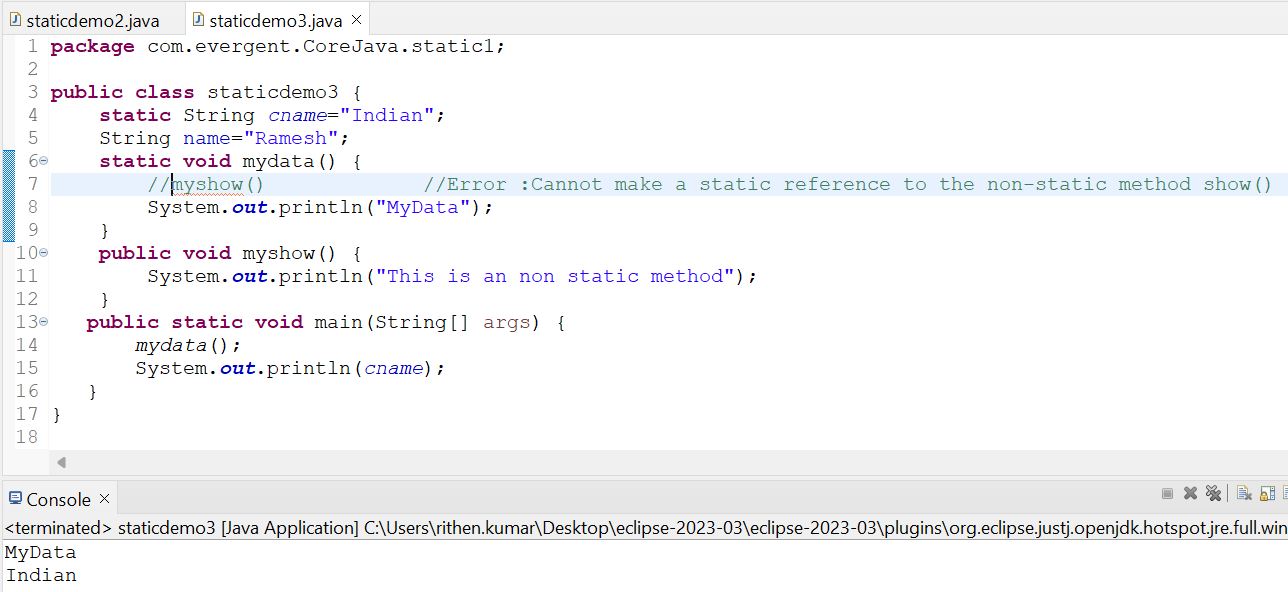 staticdemo2.java staticdemo3.java
1 package com.evergent.CoreJava.static1;
2
3 public class staticdemo3 {
4 static String cname="Indian";
5 String name="Ramesh";
6 static void mydata() {
7 //myshow() //Error :Cannot make a static reference to the non-static method show()
8 System.out.println("MyData");
9 }
10 public void myshow() {
11 System.out.println("This is an non static method");
12 }
13 public static void main(String[] args) {
14 mydata();
15 System.out.println(cname);
16 }
17 }
18
Console
<terminated> staticdemo3 [Java Application] C:\Users\rithen.kumar\Desktop\eclipse-2023-03\eclipse-2023-03\plugins\org.eclipse.justj.openjdk.hotspot.jre.full.win
MyData
Indian